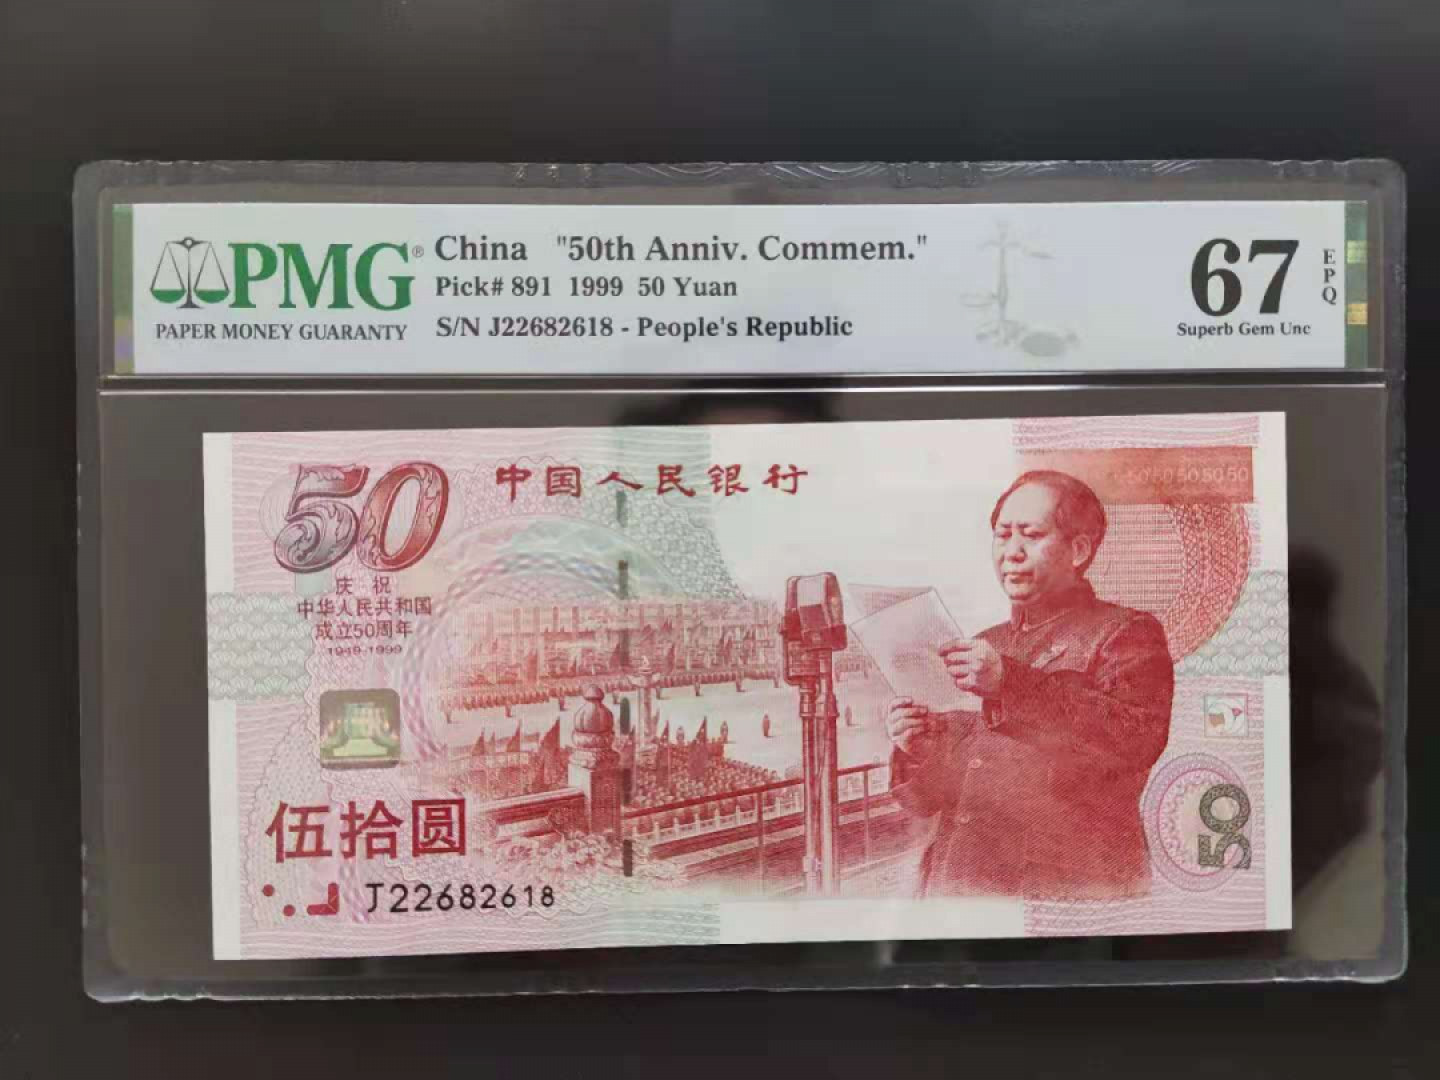 PMG®
PAPER MONEY GUARANTY
China "50th Anniv. Commem."
Pick# 891 1999 50 Yuan
S/N J22682618 - People's Republic
67
EPQ
Superb Gem Unc
50
中国人民银行
5050505050
庆祝
中华人民共和国
成立50周年
1949-1999
伍拾圆
J22682618
50